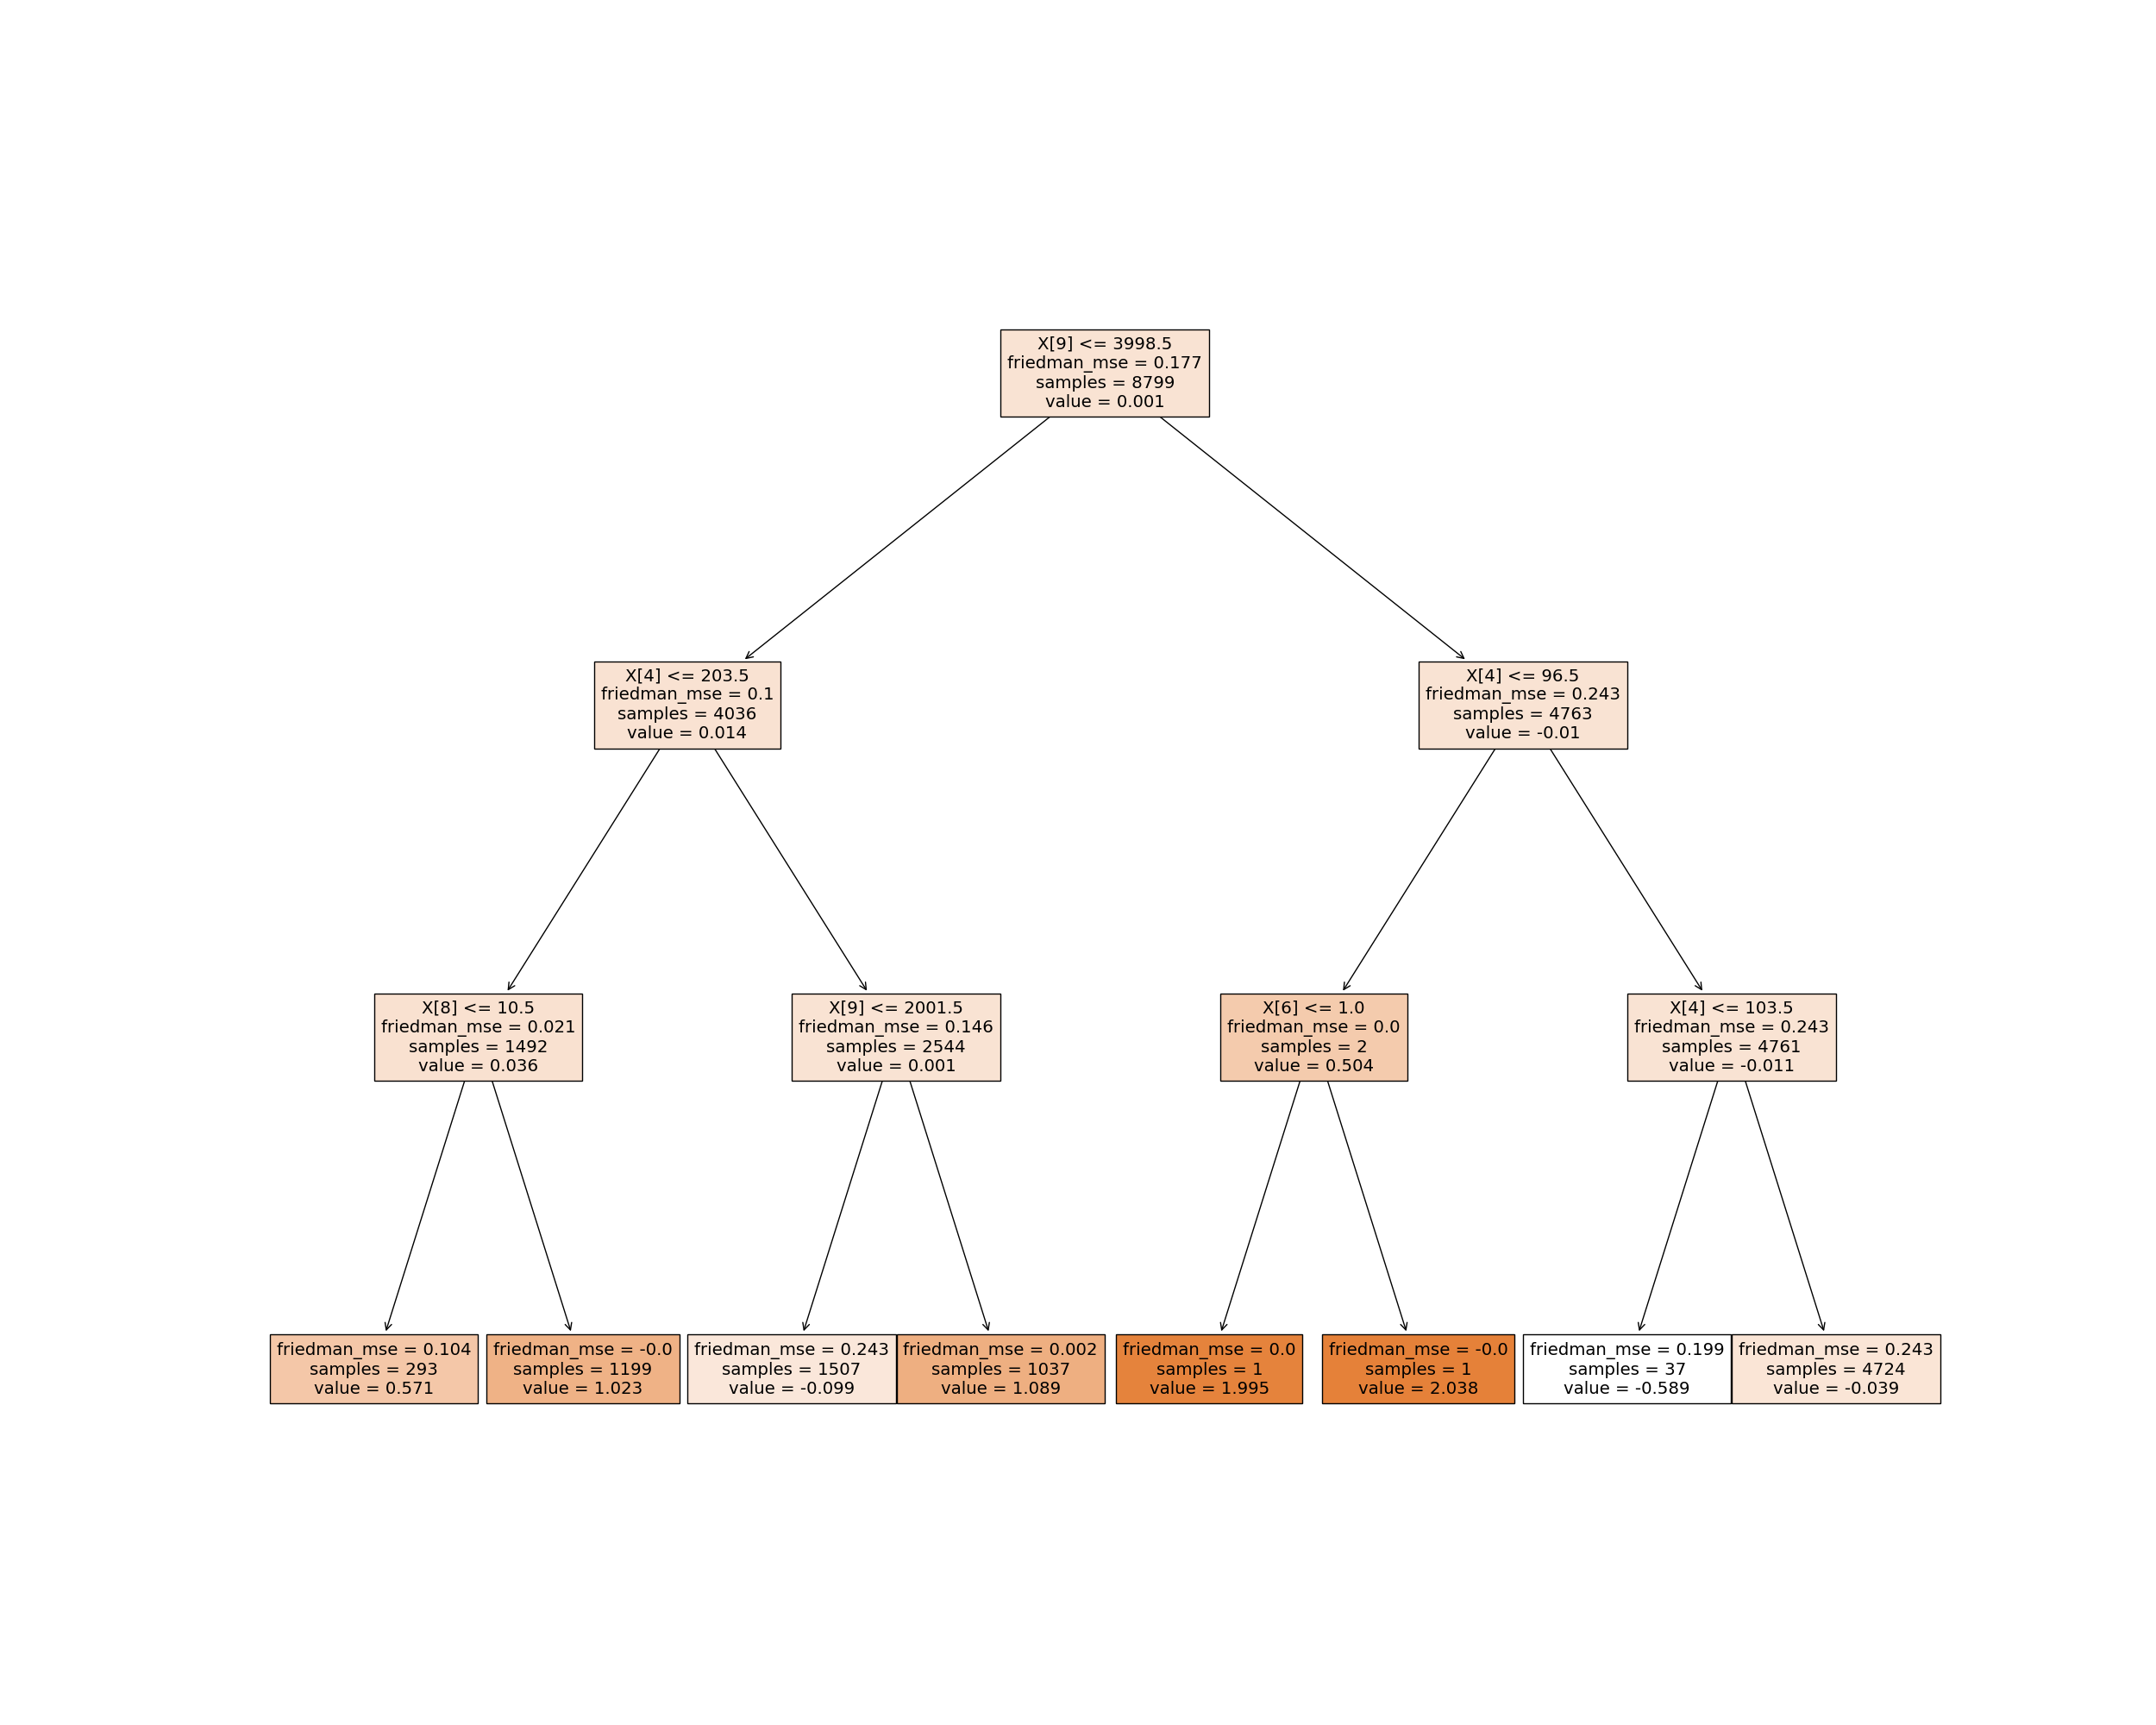 X[9] <= 3998.5
friedman_mse = 0.177
samples = 8799
value = 0.001
X[4] <= 203.5
friedman_mse = 0.1
samples = 4036
value = 0.014
X[4] <= 96.5
friedman_mse = 0.243
samples = 4763
value = -0.01
X[8] <= 10.5
friedman_mse = 0.021
samples = 1492
value = 0.036
X[9] <= 2001.5
friedman_mse = 0.146
samples = 2544
value = 0.001
X[6] <= 1.0
friedman_mse = 0.0
samples = 2
value = 0.504
X[4] <= 103.5
friedman_mse = 0.243
samples = 4761
value = -0.011
friedman_mse = 0.104
samples = 293
value = 0.571
friedman_mse = -0.0
samples = 1199
value = 1.023
friedman_mse = 0.243
samples = 1507
value = -0.099
friedman_mse = 0.002
samples = 1037
value = 1.089
friedman_mse = 0.0
samples = 1
value = 1.995
friedman_mse = -0.0
samples = 1
value = 2.038
friedman_mse = 0.199
samples = 37
value = -0.589
friedman_mse = 0.243
samples = 4724
value = -0.039